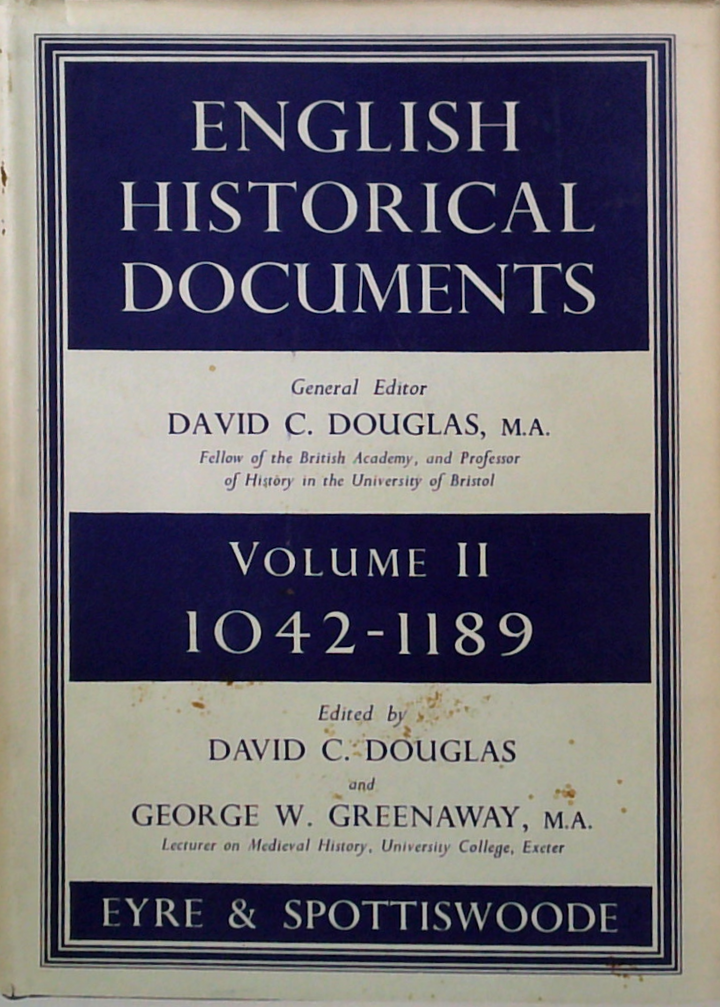 ENGLISH
HISTORICAL
DOCUMENTS
General Editor
DAVID C. DOUGLAS, M.A.
Fellow of the British Academy, and Professor
of History in the University of Bristol
VOLUME II
1042-1189
Edited by
DAVID C. DOUGLAS
and
GEORGE W. GREENAWAY, M.A.
Lecturer on Medieval History, University College, Exeter
EYRE & SPOTTISWOODE